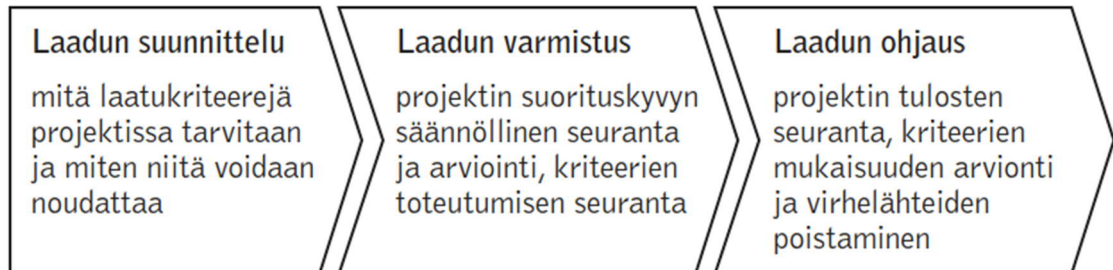 Laadun suunnittelu
mitä laatukriteerejä
projektissa tarvitaan
ja miten niitä voidaan
noudattaa
Laadun varmistus
projektin suorituskyvyn
säännöllinen seuranta
ja arviointi, kriteerien
toteutumisen seuranta
Laadun ohjaus
projektin tulosten
seuranta, kriteerien
mukaisuuden arvionti
ja virhelähteiden
poistaminen